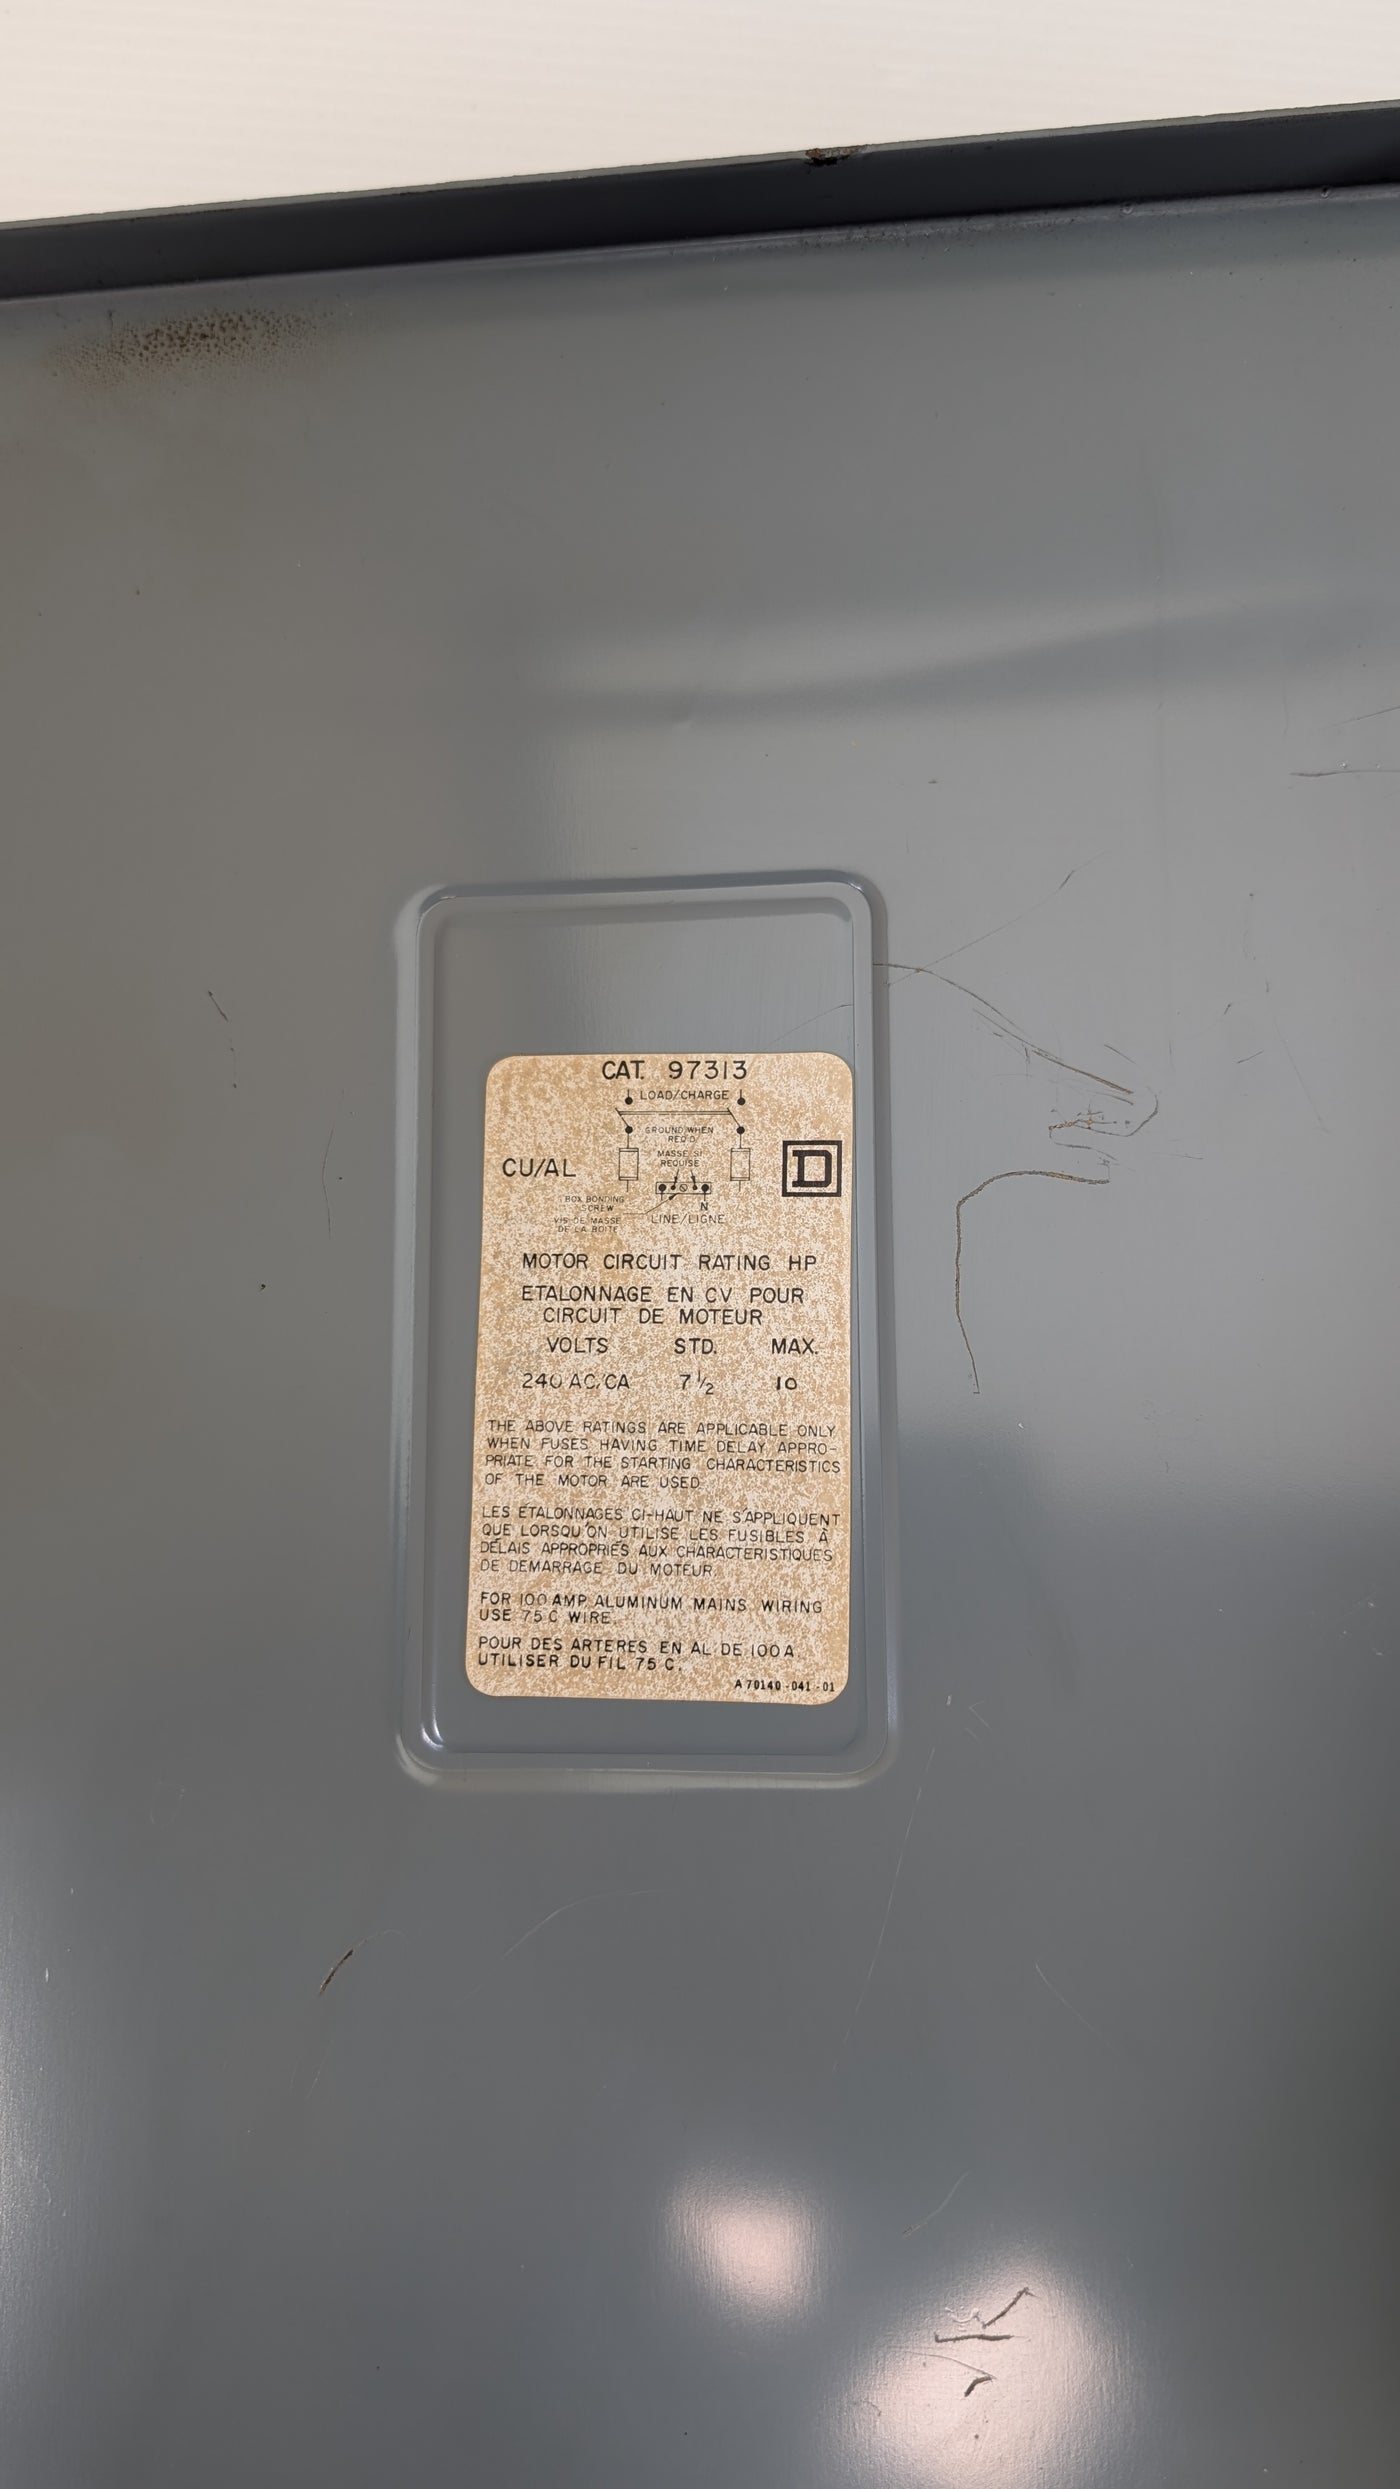 CAT. 97313
LOAD/CHARGE
GROUND WHEN
REQ'D
MASSE SI
REQUISE
CU/AL
D
BOX BONDING
SCREW
N
VIS DE MASSE
DE LA BOITE
LINE/LIGNE
MOTOR CIRCUIT RATING HP
ETALONNAGE EN CV POUR
CIRCUIT DE MOTEUR
VOLTS STD. MAX.
240 AC/CA 7 1/2 10
THE ABOVE RATINGS ARE APPLICABLE ONLY
WHEN FUSES HAVING TIME DELAY APPRO-
PRIATE FOR THE STARTING CHARACTERISTICS
OF THE MOTOR ARE USED
LES ÉTALONNAGES CI-HAUT NE S'APPLIQUENT
QUE LORSQU'ON UTILISE LES FUSIBLES À
DÉLAIS APPROPRIÉS AUX CHARACTÉRISTIQUES
DE DEMARRAGE DU MOTEUR.
FOR 100 AMP ALUMINUM MAINS WIRING
USE 75 C WIRE.
POUR DES ARTERES EN AL DE 100 A,
UTILISER DU FIL 75 C.
A 70140-041-01